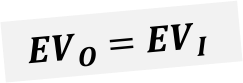 EV_O = EV_I